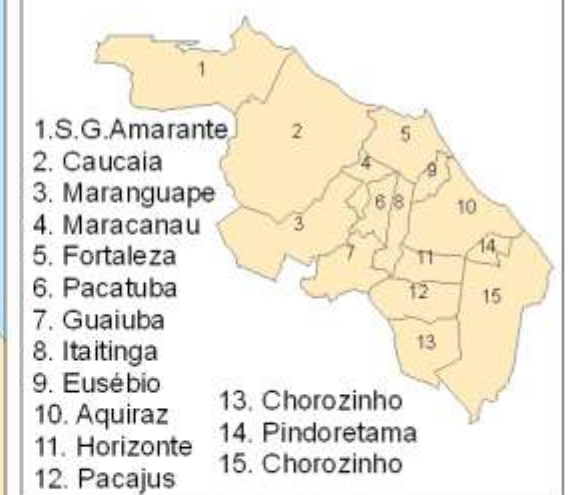 1
2
5
4
9
6
8
10
3
7
14
11
12
15
13
1.S.G.Amarante
2. Caucaia
3. Maranguape
4. Maracanau
5. Fortaleza
6. Pacatuba
7. Guaiuba
8. Itaitinga
9. Eusébio
10. Aquiraz
11. Horizonte
12. Pacajus
13. Chorozinho
14. Pindoretama
15. Chorozinho